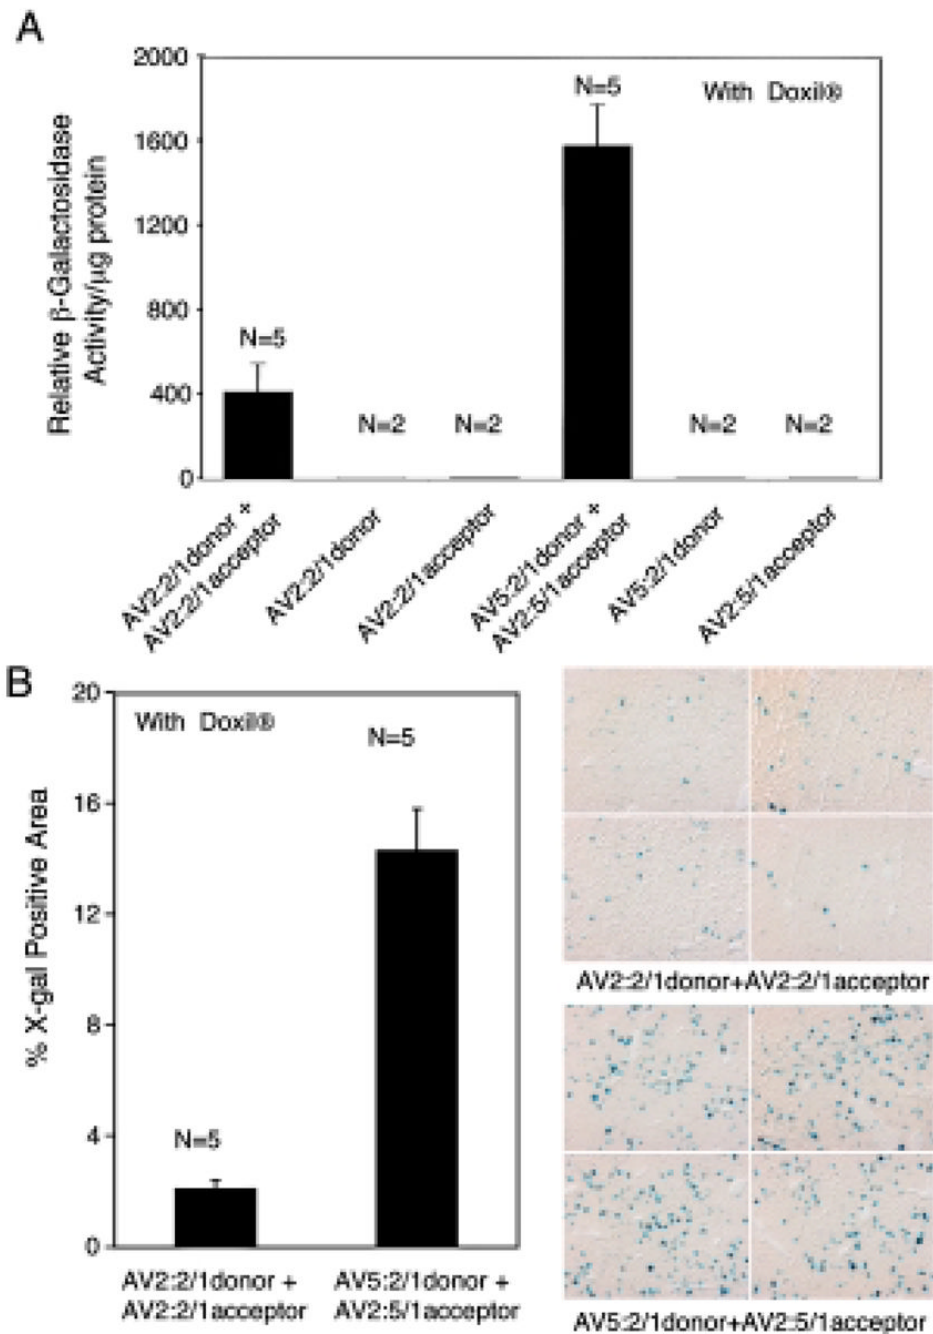 A
Relative β-Galactosidase
Activity/µg protein
2000
1600
1200
800
400
0
With Doxil®
N=5
N=2
N=2
N=5
N=2
N=2
AV2:2/1donor +
AV2:2/1acceptor
AV2:2/1donor
AV2:2/1acceptor
AV5:2/1donor +
AV2:5/1acceptor
AV5:2/1donor
AV2:5/1acceptor
B
% X-gal Positive Area
20
16
12
8
4
0
With Doxil®
N=5
N=5
AV2:2/1donor +
AV2:2/1acceptor
AV5:2/1donor +
AV2:5/1acceptor
AV2:2/1donor+AV2:2/1acceptor
AV5:2/1donor+AV2:5/1acceptor